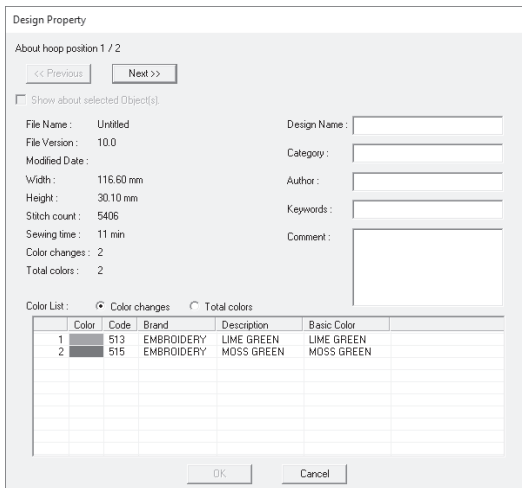 Design Property
About hoop position 1 / 2
<< Previous Next >>
Show about selected Object(s).
File Name : Untitled
File Version : 10.0
Modified Date :
Width : 116.60 mm
Height : 30.10 mm
Stitch count : 5406
Sewing time : 11 min
Color changes : 2
Total colors : 2
Design Name :
Category :
Author :
Keywords :
Comment :
Color List : Color changes Total colors
Color Code Brand Description Basic Color
1 513 EMBROIDERY LIME GREEN LIME GREEN
2 515 EMBROIDERY MOSS GREEN MOSS GREEN
OK Cancel